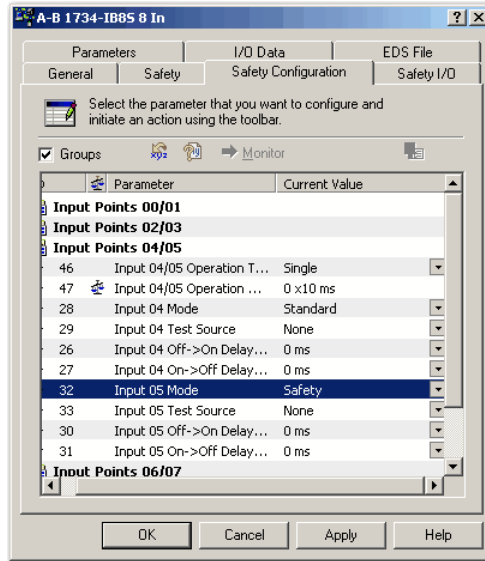 A-B 1734-IB8S 8 In
Parameters I/O Data EDS File
General Safety Safety Configuration Safety I/O
Select the parameter that you want to configure and
initiate an action using the toolbar.
Groups Monitor
Parameter Current Value
Input Points 00/01
Input Points 02/03
Input Points 04/05
46 Input 04/05 Operation T... Single
47 Input 04/05 Operation ... 0 x10 ms
28 Input 04 Mode Standard
29 Input 04 Test Source None
26 Input 04 Off->On Delay... 0 ms
27 Input 04 On->Off Delay... 0 ms
32 Input 05 Mode Safety
33 Input 05 Test Source None
30 Input 05 Off->On Delay... 0 ms
31 Input 05 On->Off Delay... 0 ms
Input Points 06/07
OK Cancel Apply Help